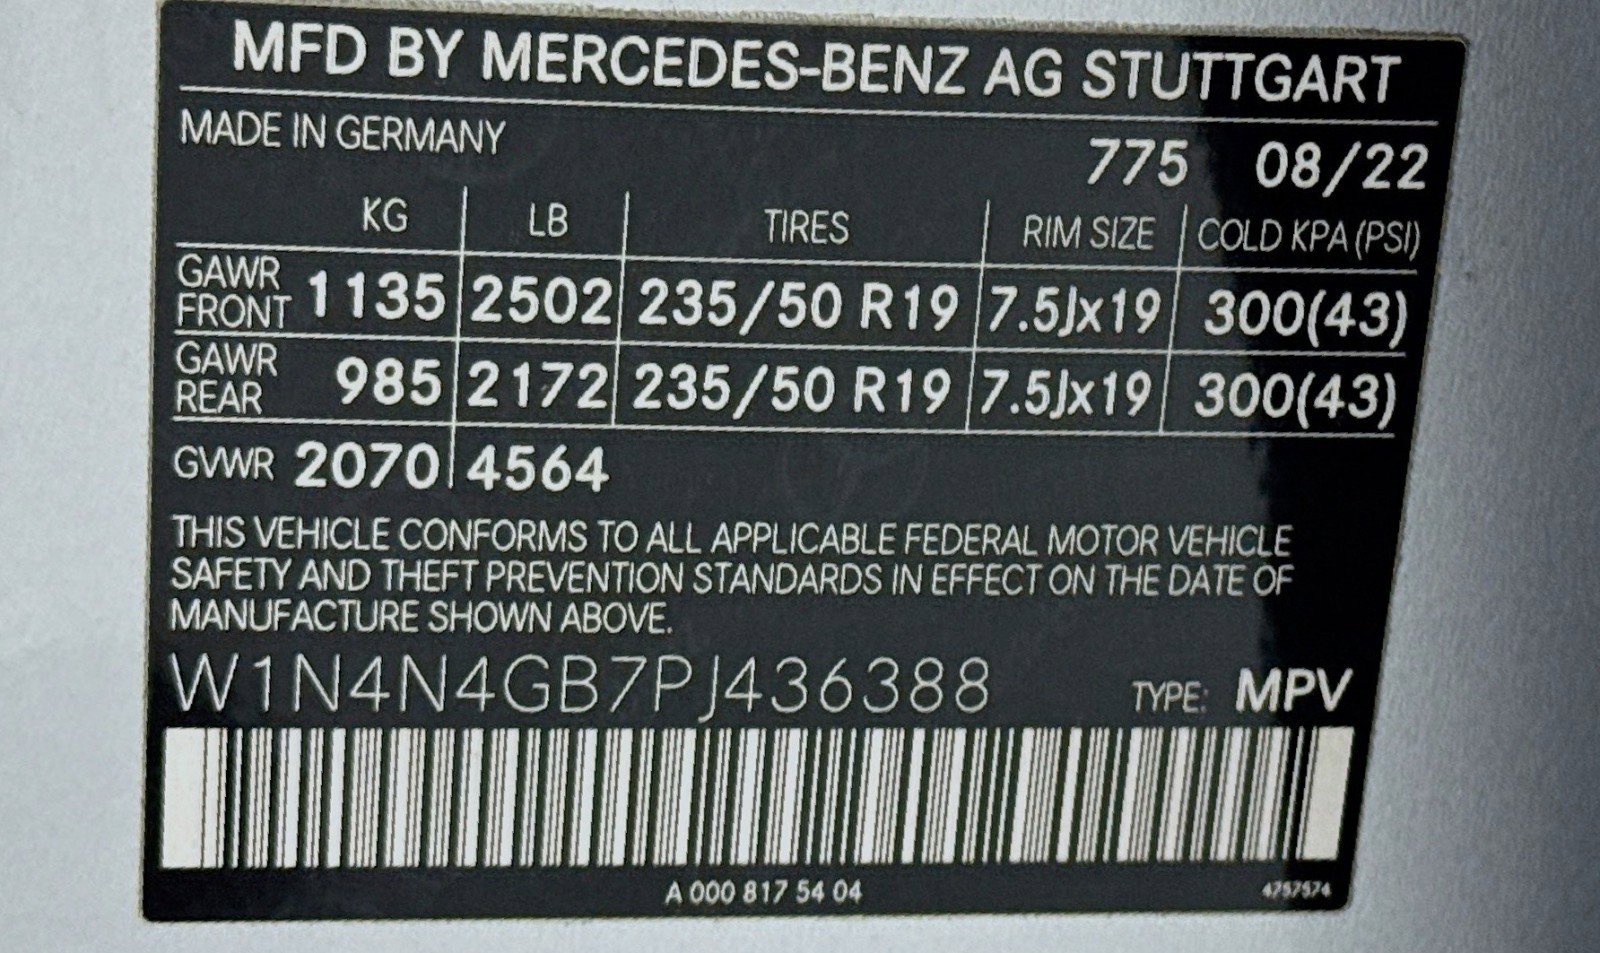 MFD BY MERCEDES-BENZ AG STUTTGART
MADE IN GERMANY
775 08/22
KG LB TIRES RIM SIZE COLD KPA (PSI)
GAWR FRONT 1135 2502 235/50 R19 7.5Jx19 300(43)
GAWR REAR 985 2172 235/50 R19 7.5Jx19 300(43)
GVWR 2070 4564
THIS VEHICLE CONFORMS TO ALL APPLICABLE FEDERAL MOTOR VEHICLE
SAFETY AND THEFT PREVENTION STANDARDS IN EFFECT ON THE DATE OF
MANUFACTURE SHOWN ABOVE.
W1N4N4GB7PJ436388 TYPE: MPV
A 000 817 54 04 4757574